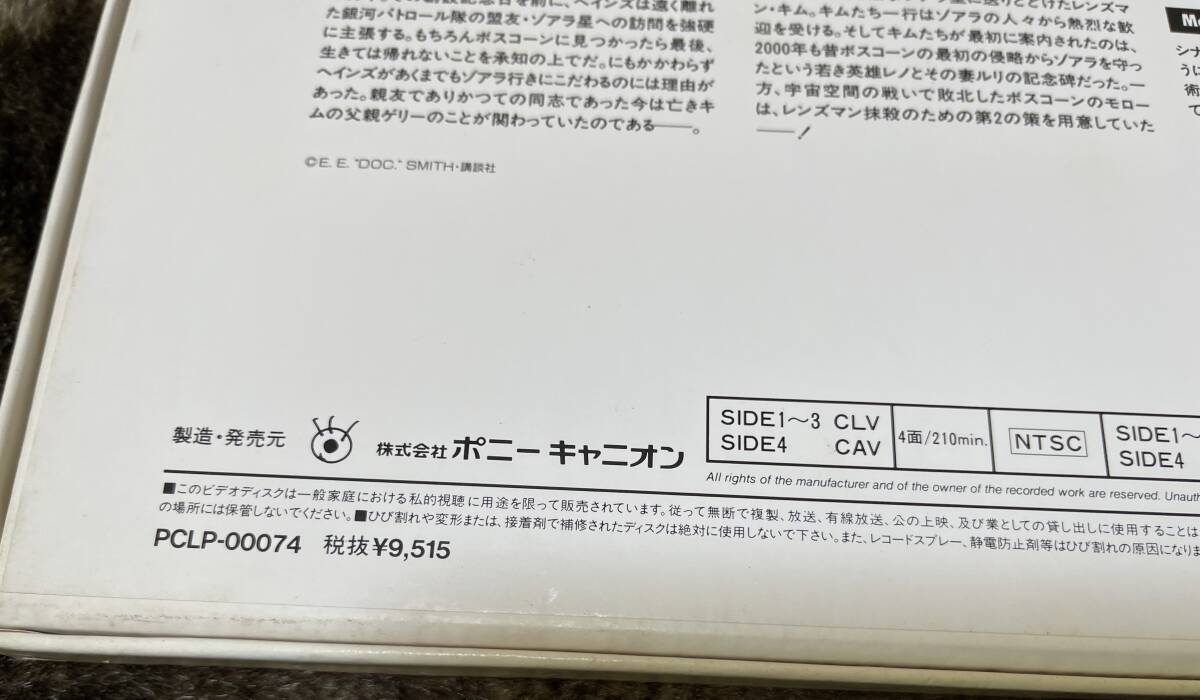 た銀河パトロール隊の盟友・ゾアラ星への訪問を強硬
に主張する。もちろんボスコーンに見つかったら最後、
生きては帰れないことを承知の上でだ。にもかかわらず
ヘインズがあくまでもゾアラ行きにこだわるのには理由が
あった。親友でありかつての同志であった今は亡きキ
ムの父親ゲリーのことが関わっていたのである——。
©E. E. "DOC." SMITH・講談社
ン・キム。キムたち一行はゾアラの人々から熱烈な歓
迎を受ける。そしてキムたちが最初に案内されたのは、
2000年も昔ボスコーンの最初の侵略からゾアラを守っ
たという若き英雄レノとその妻ルリの記念碑だった。一
方、宇宙空間の戦いで敗北したボスコーンのモロー
は、レンズマン抹殺のための第2の策を用意していた
——!
シナ
うに
術
て
製造・発売元
株式会社 ポニーキャニオン
SIDE1〜3 CLV
SIDE4 CAV
4面/210min.
NTSC
SIDE1〜
SIDE4
All rights of the manufacturer and of the owner of the recorded work are reserved. Unauth
■このビデオディスクは一般家庭における私的視聴に用途を限って販売されています。従って無断で複製、放送、有線放送、公の上映、及び業としての貸し出しに使用することは
の場所には保管しないでください。■ひび割れや変形または、接着剤で補修されたディスクは絶対に使用しないで下さい。また、レコードスプレー、静電防止剤等はひび割れの原因になりま
PCLP-00074 税抜¥9,515